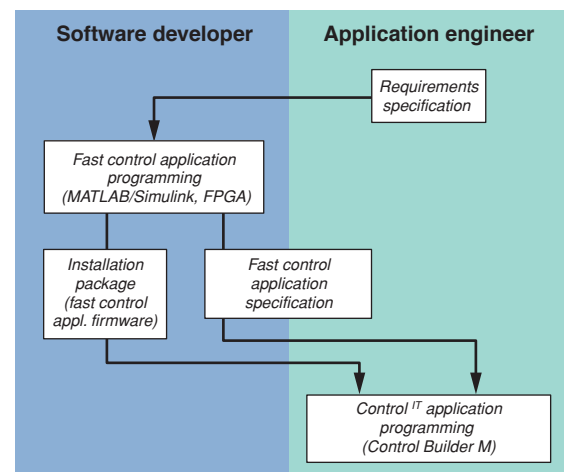 Software developer
Application engineer
Requirements
specification
Fast control application
programming
(MATLAB/Simulink, FPGA)
Installation
package
(fast control
appl. firmware)
Fast control
application
specification
Control IT application
programming
(Control Builder M)